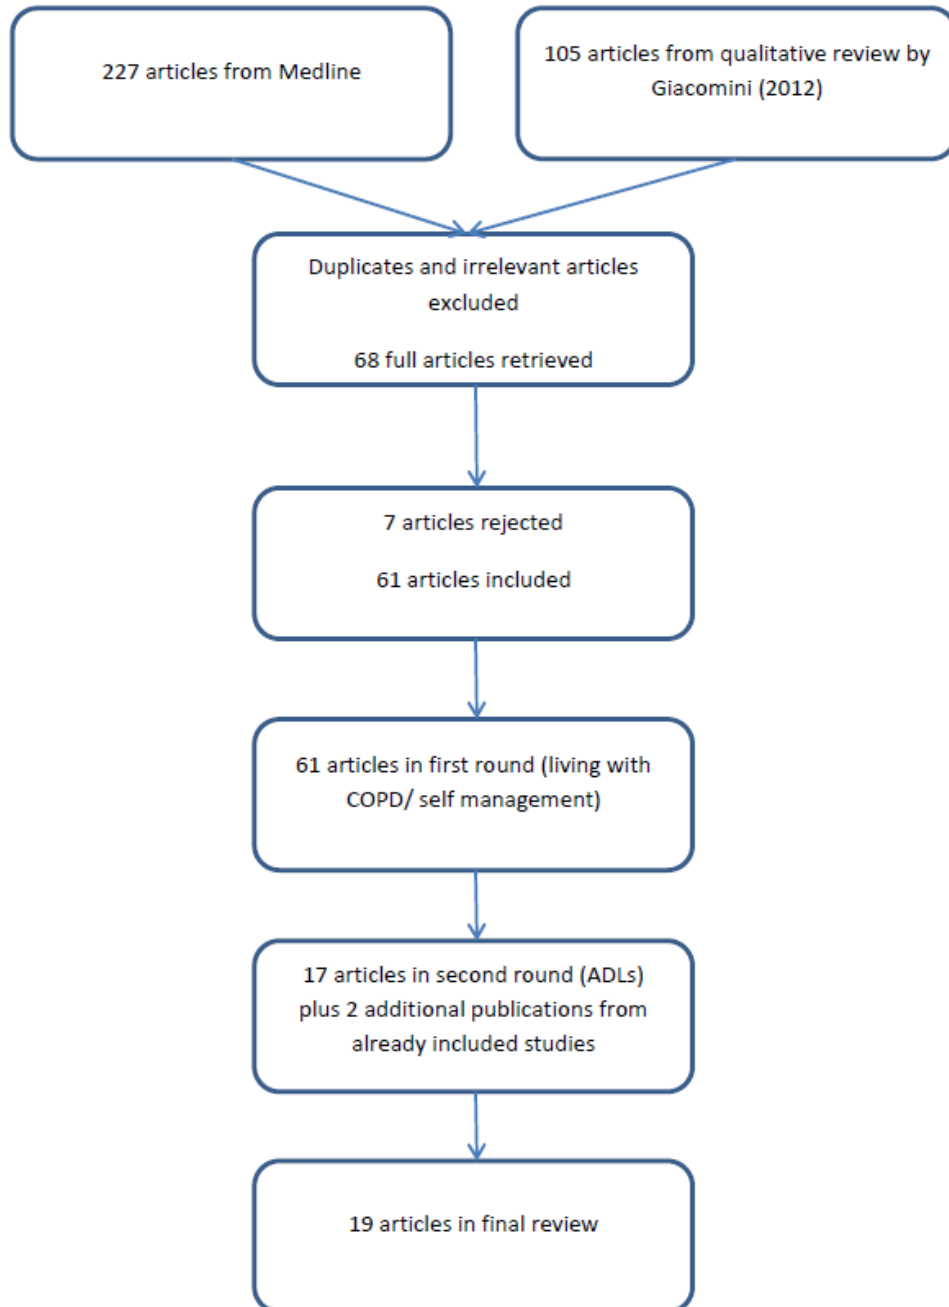 227 articles from Medline
105 articles from qualitative review by
Giacomini (2012)
Duplicates and irrelevant articles
excluded
68 full articles retrieved
7 articles rejected
61 articles included
61 articles in first round (living with
COPD/ self management)
17 articles in second round (ADLs)
plus 2 additional publications from
already included studies
19 articles in final review